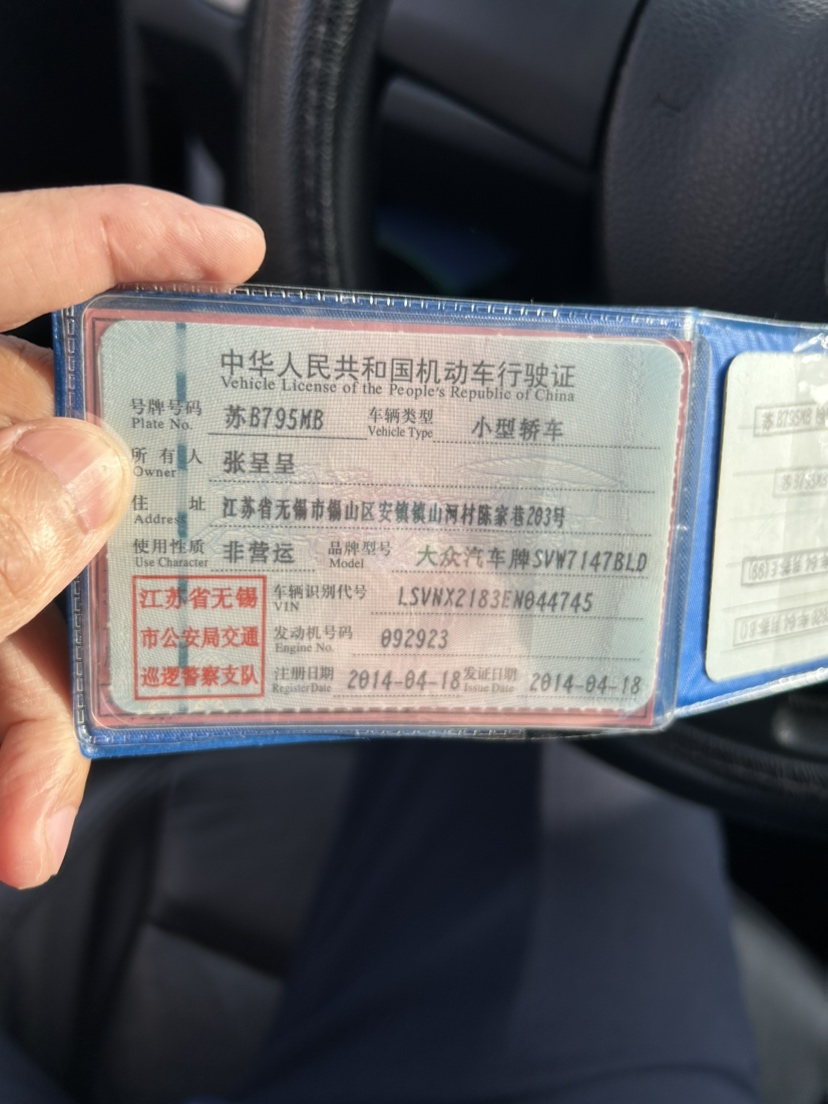 中华人民共和国机动车行驶证
Vehicle License of the People's Republic of China
号牌号码 苏B795MB 车辆类型 小型轿车
Plate No. Vehicle Type
所有人 张呈呈
Owner
住址 江苏省无锡市锡山区安镇镇山河村陈家巷203号
Address
使用性质 非营运 品牌型号 大众汽车牌SVW7147BLD
Use Character Model
江苏省无锡
市公安局交通
巡逻警察支队
车辆识别代号 LSVNX2183EN044745
VIN
发动机号码 092923
Engine No.
注册日期 2014-04-18 发证日期 2014-04-18
Register Date Issue Date